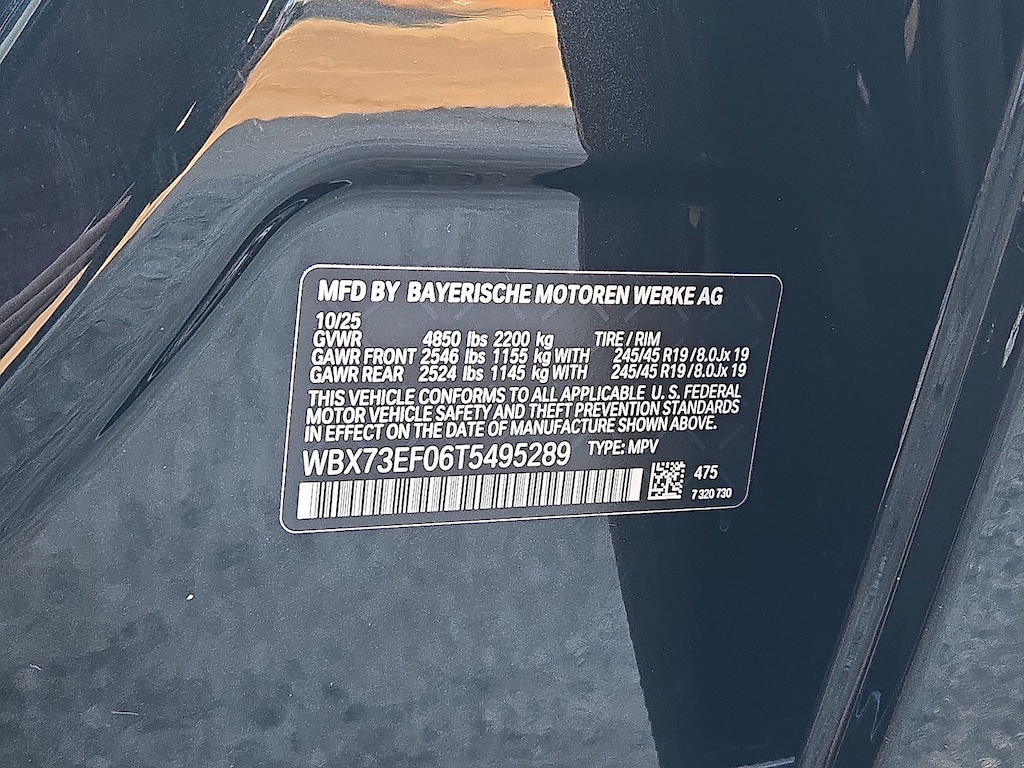 MFD BY BAYERISCHE MOTOREN WERKE AG
10/25
GVWR 4850 lbs 2200 kg TIRE / RIM
GAWR FRONT 2546 lbs 1155 kg WITH 245/45 R19 / 8.0Jx 19
GAWR REAR 2524 lbs 1145 kg WITH 245/45 R19 / 8.0Jx 19
THIS VEHICLE CONFORMS TO ALL APPLICABLE U. S. FEDERAL
MOTOR VEHICLE SAFETY AND THEFT PREVENTION STANDARDS
IN EFFECT ON THE DATE OF MANUFACTURE SHOWN ABOVE.
WBX73EF06T5495289 TYPE: MPV
475
7 320 730